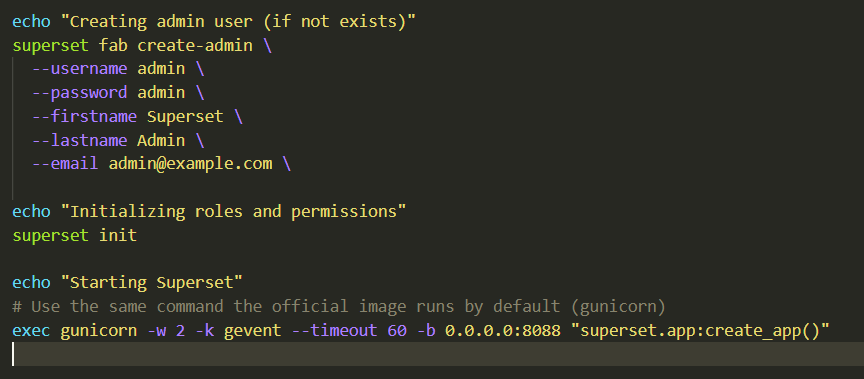 echo "Creating admin user (if not exists)"
superset fab create-admin \
  --username admin \
  --password admin \
  --firstname Superset \
  --lastname Admin \
  --email admin@example.com \

echo "Initializing roles and permissions"
superset init

echo "Starting Superset"
# Use the same command the official image runs by default (gunicorn)
exec gunicorn -w 2 -k gevent --timeout 60 -b 0.0.0.0:8088 "superset.app:create_app()"